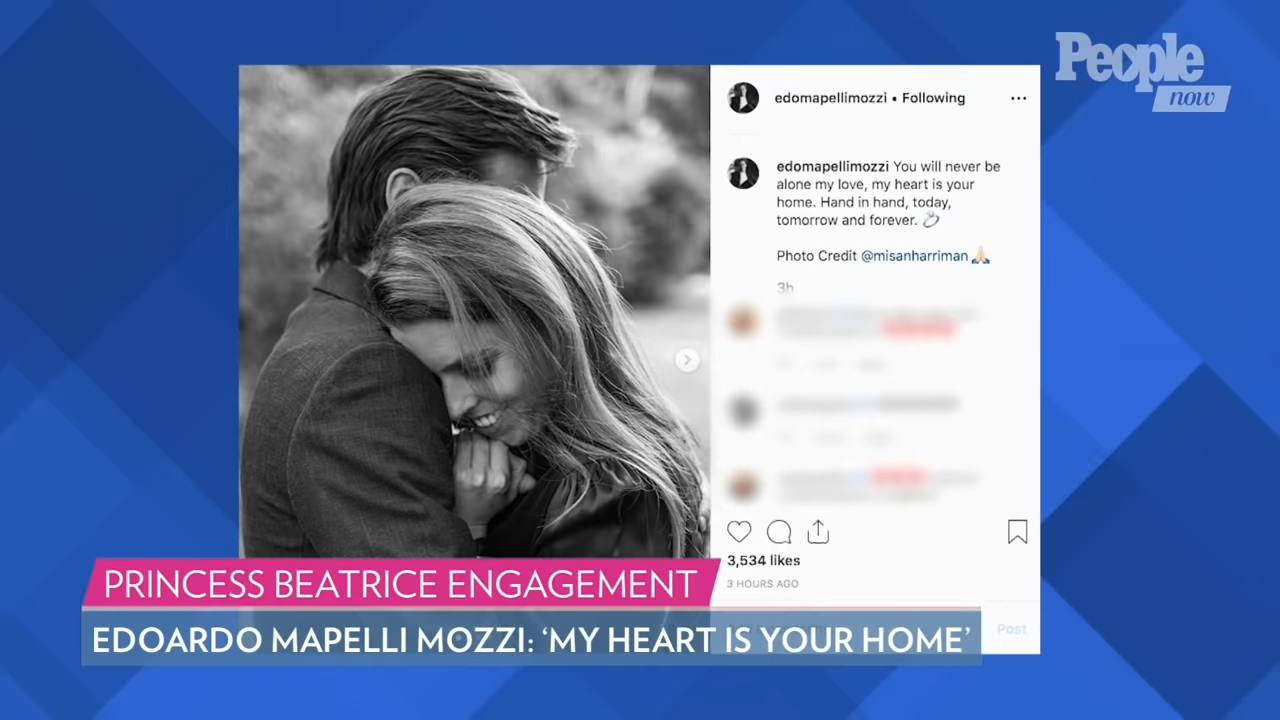 People
now
edomapellimozzi • Following
edomapellimozzi You will never be
alone my love, my heart is your
home. Hand in hand, today,
tomorrow and forever. 💍
Photo Credit @misanharriman 🙏🏻
3h
3,534 likes
3 HOURS AGO
Post
PRINCESS BEATRICE ENGAGEMENT
EDOARDO MAPELLI MOZZI: ‘MY HEART IS YOUR HOME’